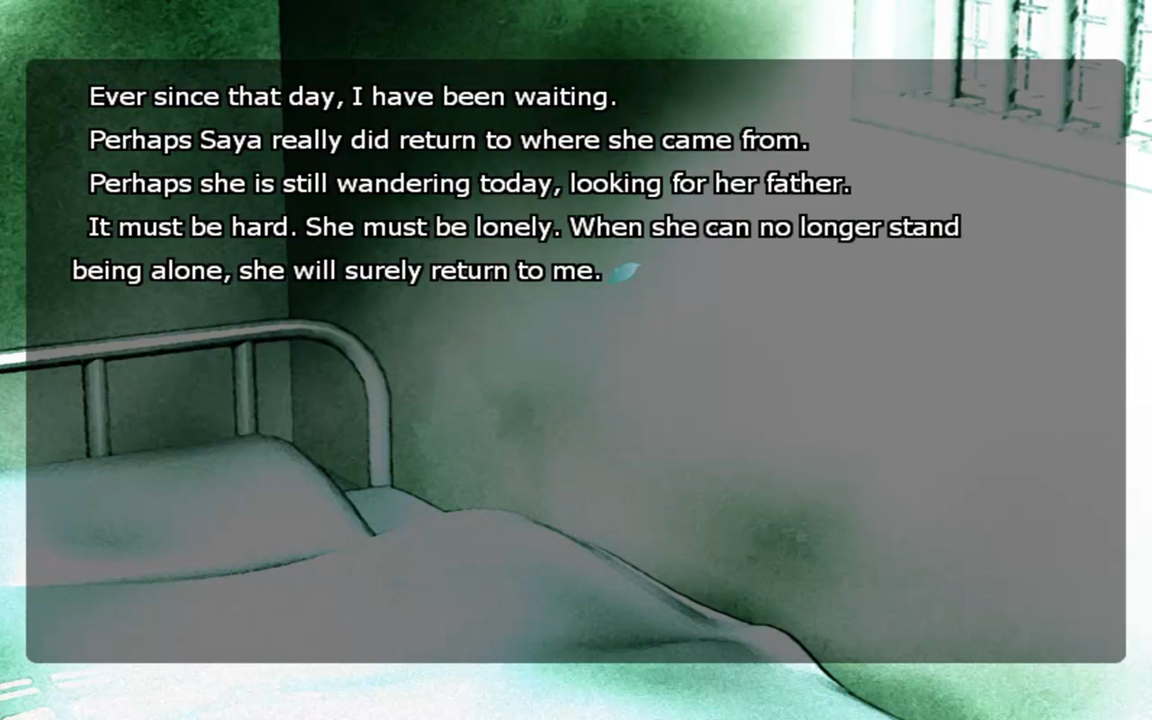 Ever since that day, I have been waiting.
Perhaps Saya really did return to where she came from.
Perhaps she is still wandering today, looking for her father.
It must be hard. She must be lonely. When she can no longer stand
being alone, she will surely return to me.